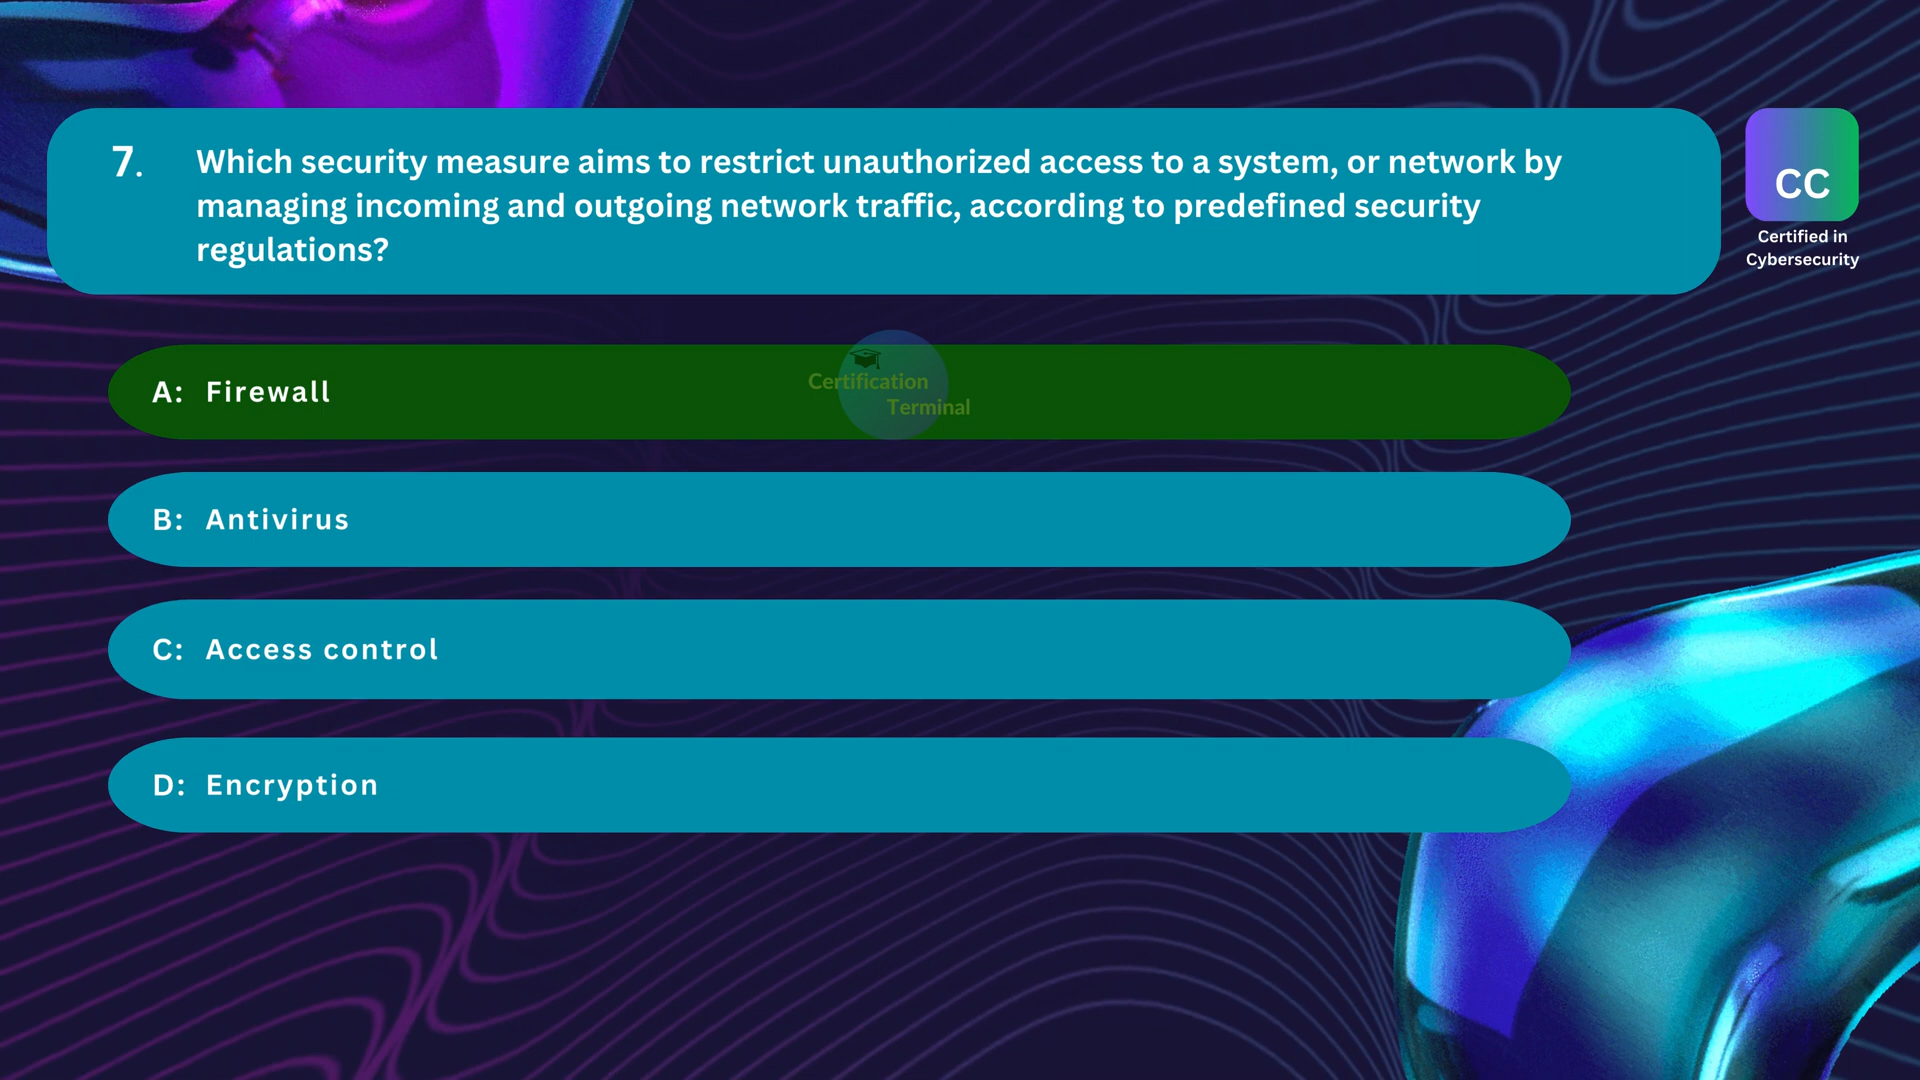 7. Which security measure aims to restrict unauthorized access to a system, or network by
managing incoming and outgoing network traffic, according to predefined security
regulations?
CC
Certified in
Cybersecurity
A: Firewall
Certification
Terminal
B: Antivirus
C: Access control
D: Encryption